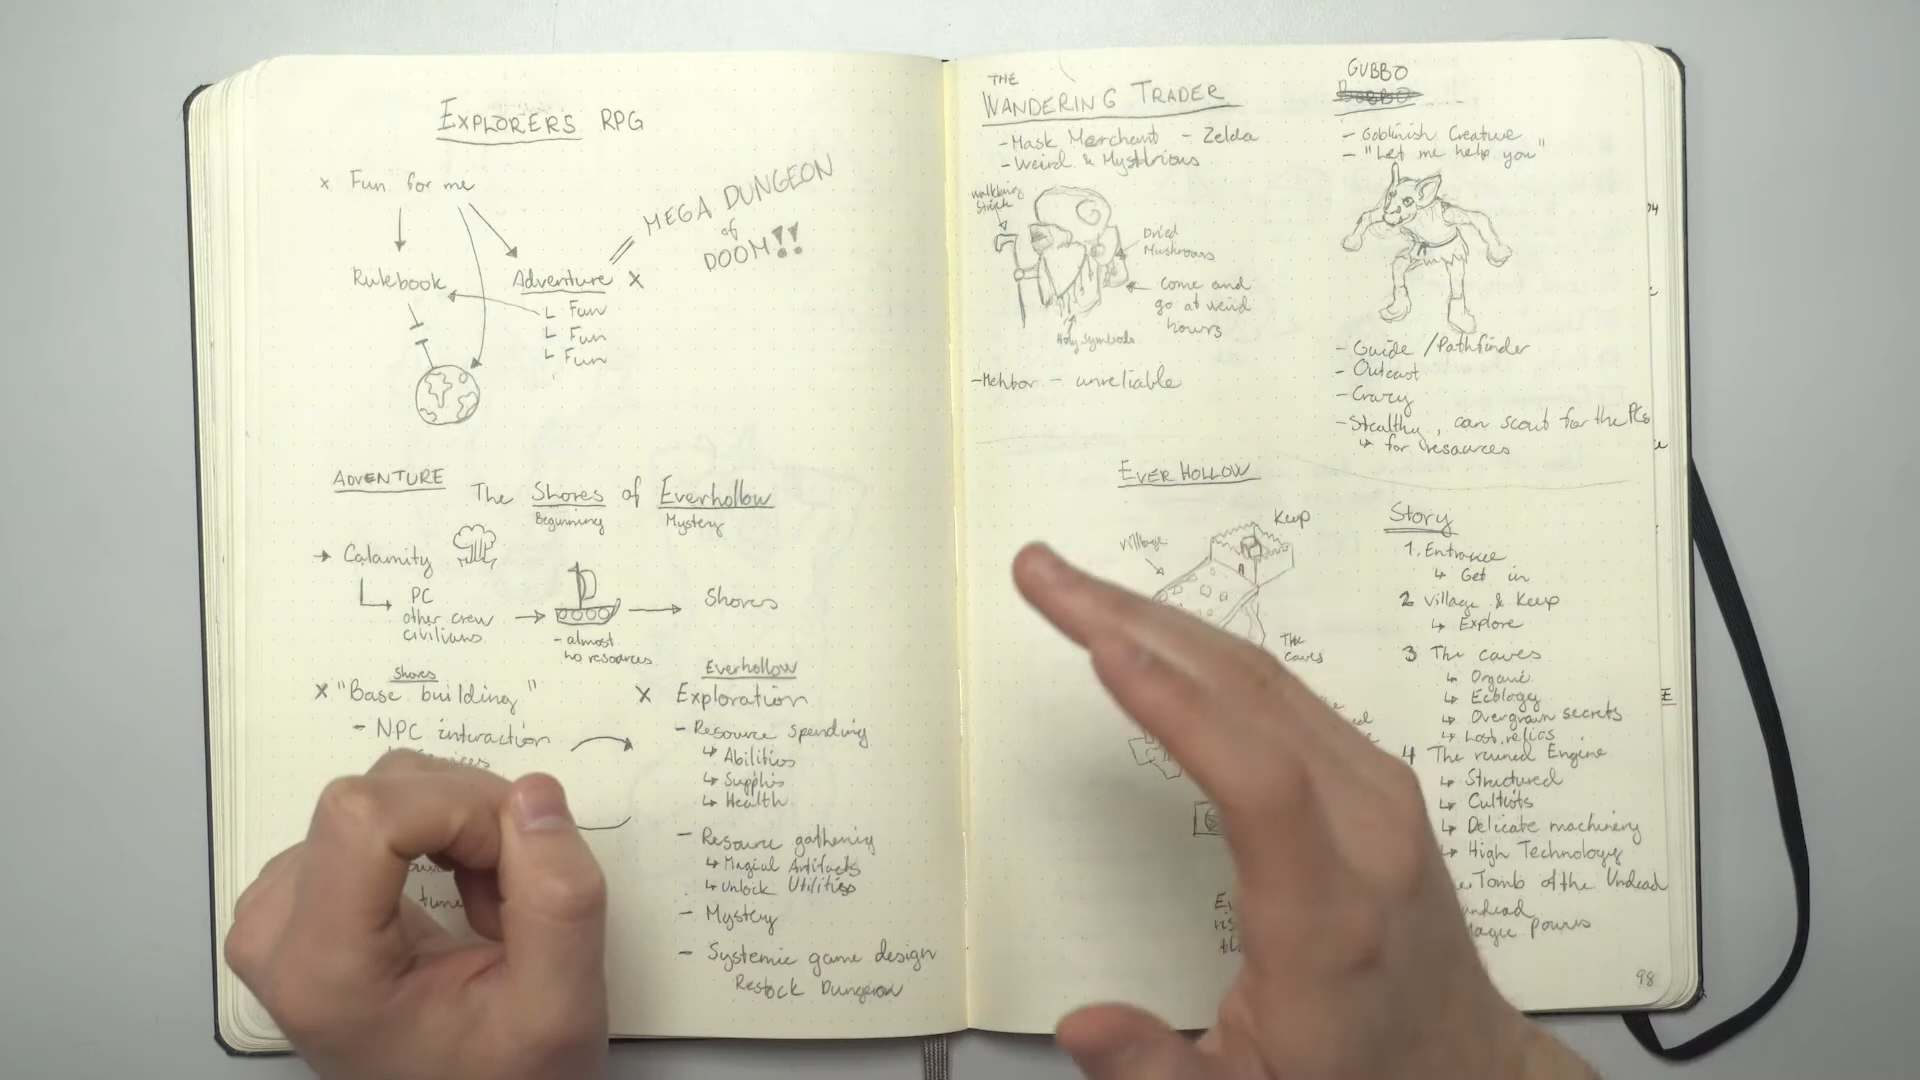 EXPLORERS RPG
x Fun for me
MEGA DUNGEON
of
DOOM!!
Rulebook
Adventure x
Fun
Fun
Fun
ADVENTURE
The Shores of Everhollow
Beginning
Mystery
Calamity
PC
other crew
civilians
- almost
no resources
Shores
Shores
x "Base building"
- NPC interaction
Everhollow
x Exploration
- Resource spending
Abilities
Supplis
Health
- Resource gathering
Magical Artifacts
Unlock Utilities
- Mystery
- Systemic game design
Restock Dungeon
THE
WANDERING TRADER
- Mask Merchant - Zelda
- Weird & Mystirious
walking
stick
Dried
Mushrooms
come and
go at weird
hours
Holy symbols
- unreliable
GUBBO
- Goblinish Creature
- "Let me help you"
- Guide / Pathfinder
- Outcast
- Crazy
- Stealthy, can scout for the PCs
for resources
EVERHOLLOW
Keep
village
The
caves
Story
1. Entrance
Get in
2 Village & Keep
Explore
3 The caves
Organic
Ecology
Overgrown secrets
Lost relics
4 The ruined Engine
Structured
Cultists
Delicate machinery
High Technology
Tomb of the Undead
undead
98